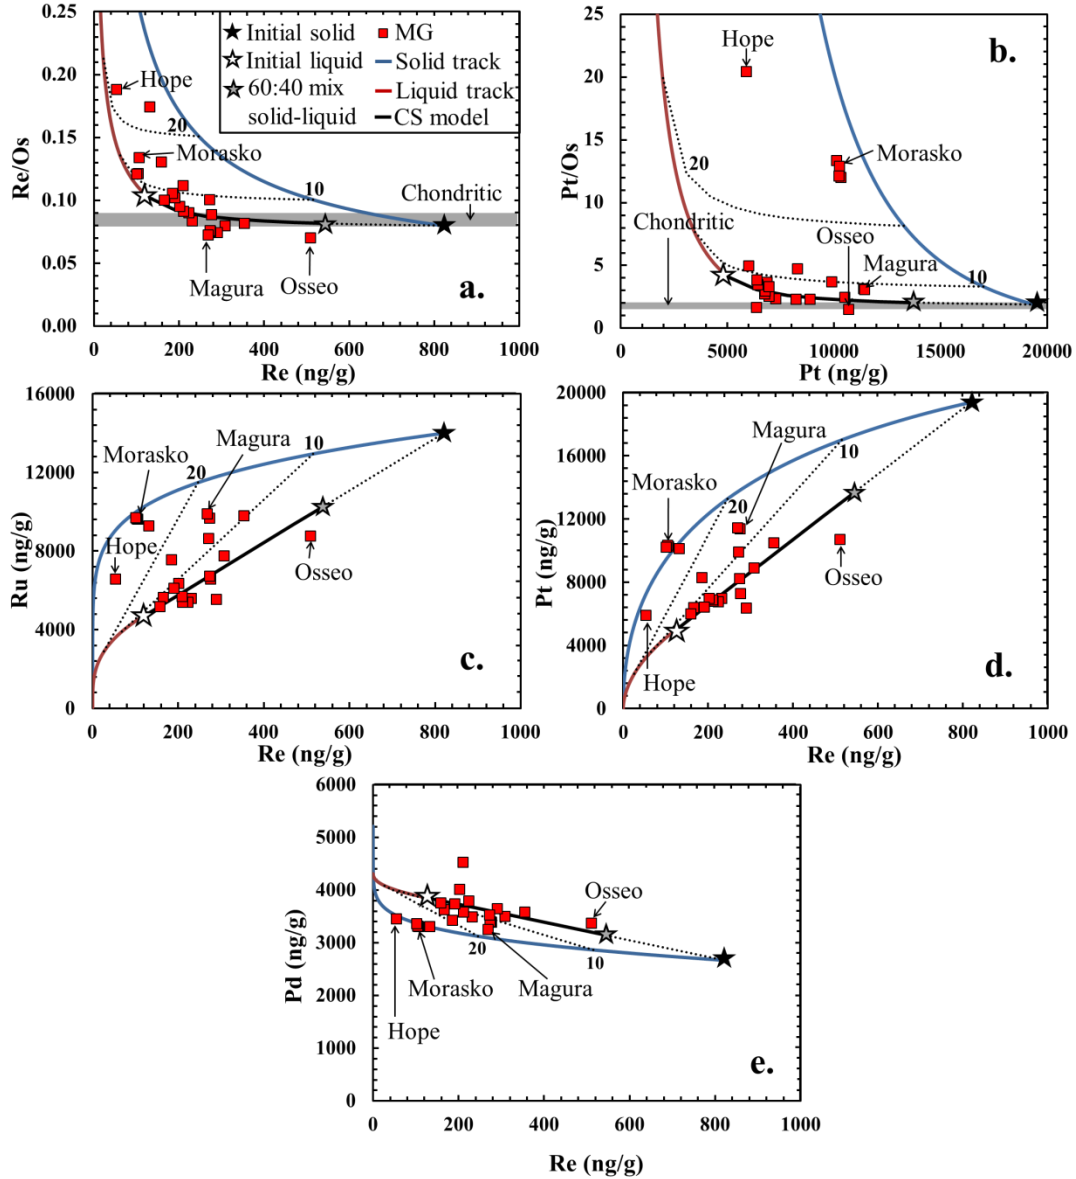 0.25
0.20
0.15
0.10
0.05
0.00
Re/Os
0
200
400
600
800
1000
Re (ng/g)
Initial solid
MG
Initial liquid
Solid track
60:40 mix
Liquid track
solid-liquid
CS model
Hope
20
Morasko
10
Chondritic
Magura
Osseo
a.
25
20
15
10
5
0
Pt/Os
0
5000
10000
15000
20000
Pt (ng/g)
Hope
b.
Morasko
20
Chondritic
Osseo
Magura
10
16000
12000
8000
4000
0
Ru (ng/g)
0
200
400
600
800
1000
Re (ng/g)
Magura
Morasko
20
10
Hope
Osseo
c.
20000
16000
12000
8000
4000
0
Pt (ng/g)
0
200
400
600
800
1000
Re (ng/g)
Magura
10
Morasko
20
Osseo
Hope
d.
6000
5000
4000
3000
2000
1000
0
Pd (ng/g)
0
200
400
600
800
1000
Re (ng/g)
Osseo
20
10
Morasko
Magura
Hope
e.